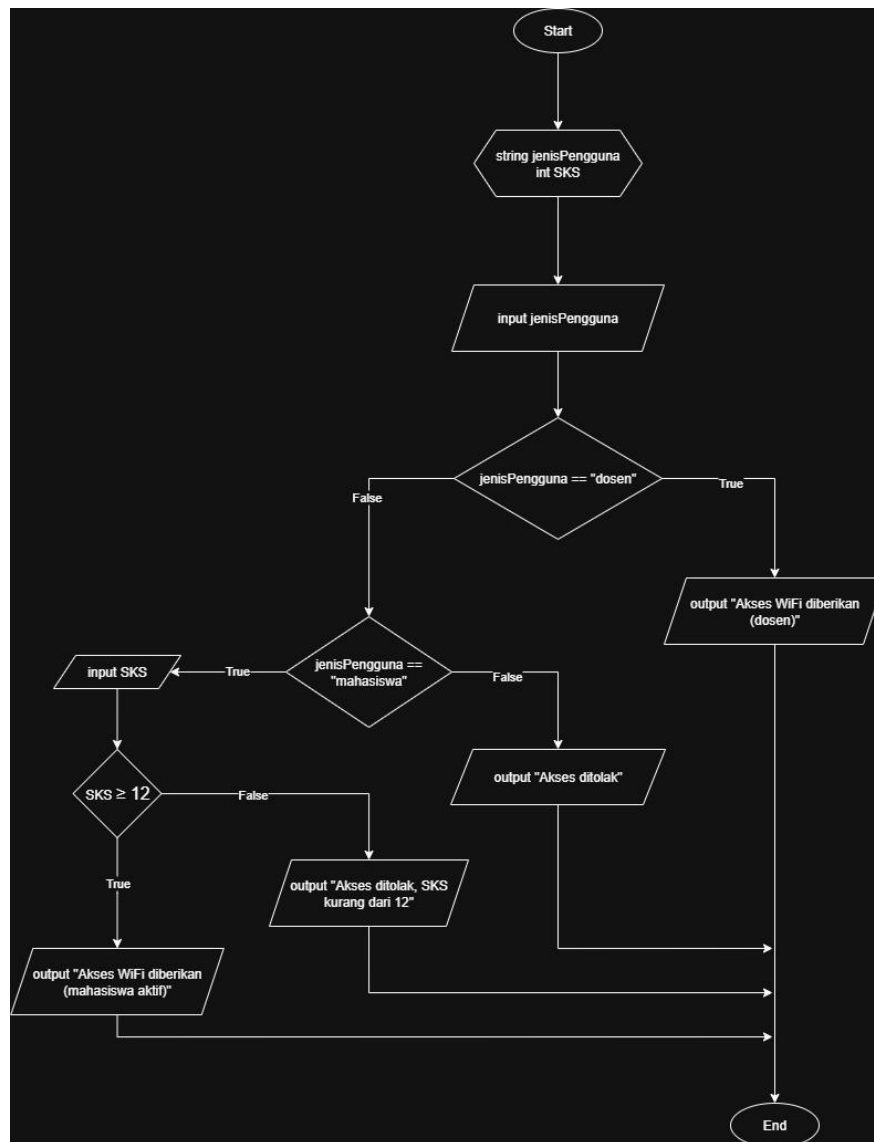 Start
string jenisPengguna
int SKS
input jenisPengguna
jenisPengguna == "dosen"
False
True
output "Akses WiFi diberikan
(dosen)"
jenisPengguna ==
"mahasiswa"
True
input SKS
False
output "Akses ditolak"
SKS ≥ 12
False
True
output "Akses ditolak, SKS
kurang dari 12"
output "Akses WiFi diberikan
(mahasiswa aktif)"
End